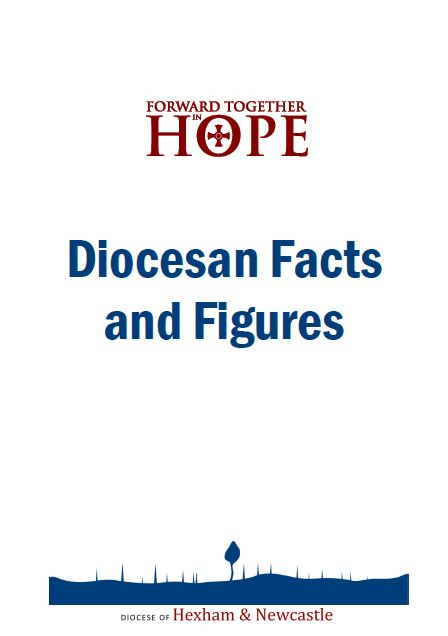 FORWARD TOGETHER
IN
HOPE
Diocesan Facts
and Figures
DIOCESE OF Hexham & Newcastle